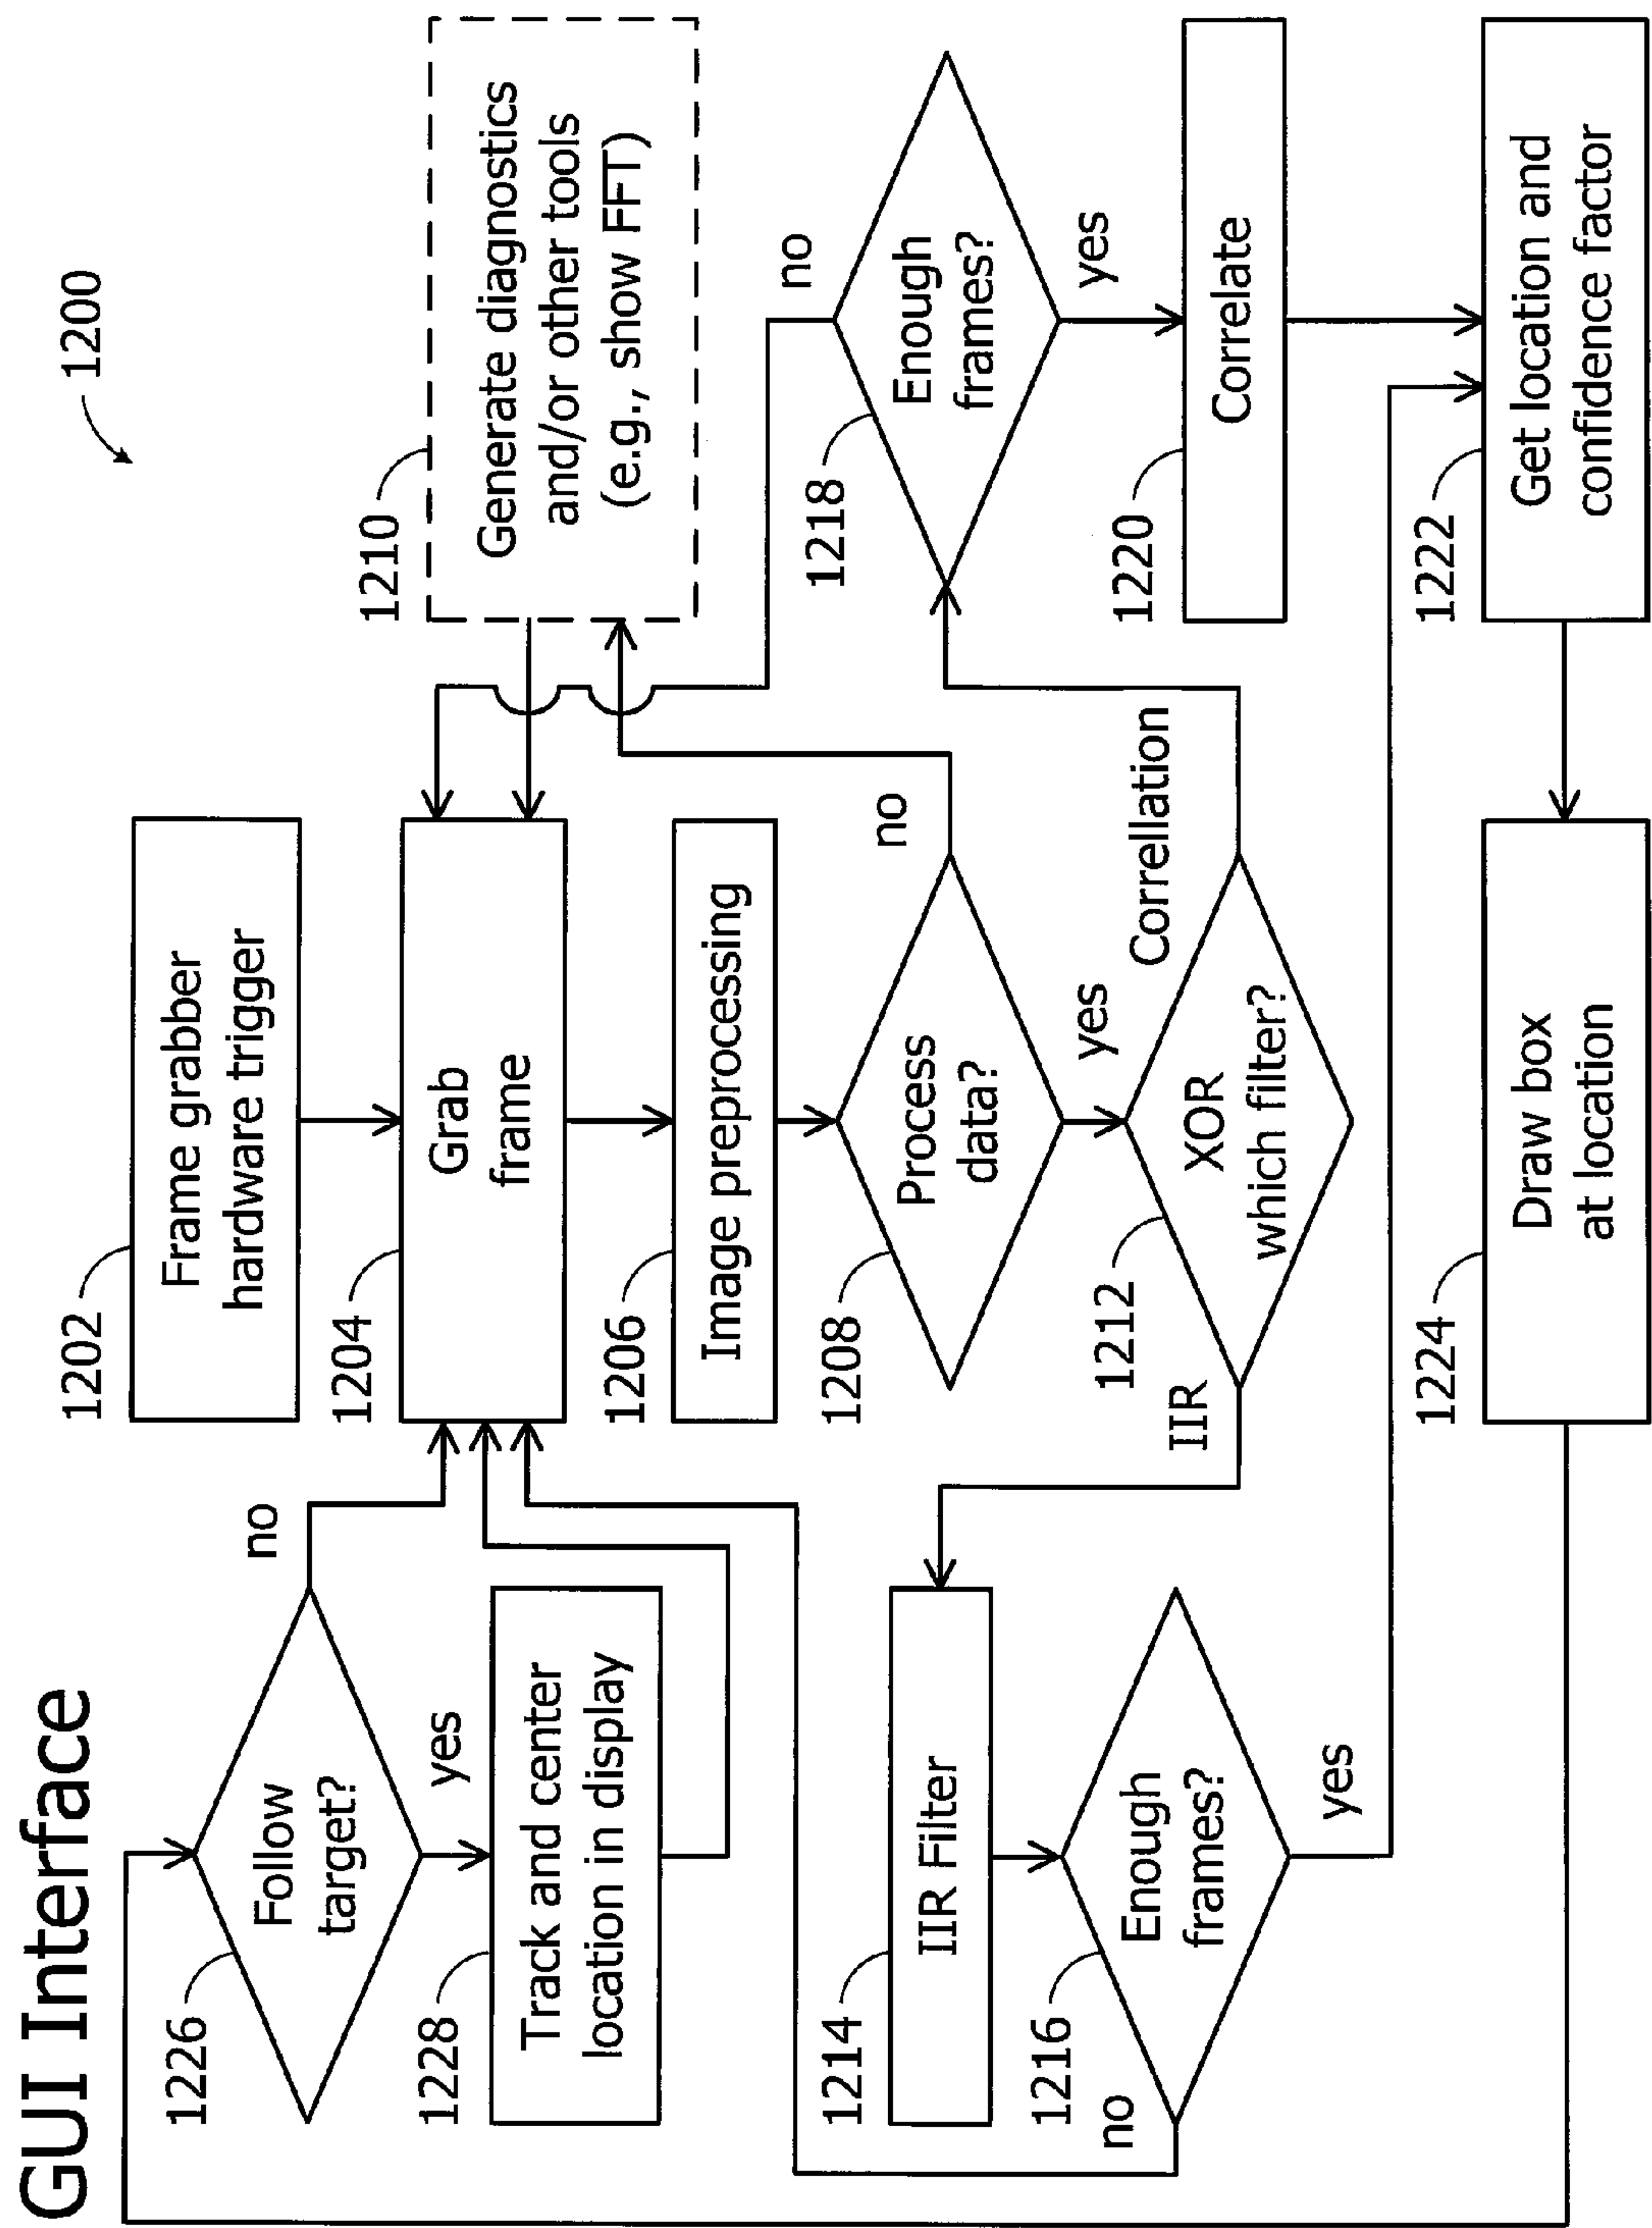 GUI Interface
1200
1202
Frame grabber
hardware trigger
1226
Follow
target?
no
yes
1204
Grab
frame
1210
Generate diagnostics
and/or other tools
(e.g., show FFT)
1228
Track and center
location in display
1206
Image preprocessing
no
1208
Process
data?
no
yes
1218
Enough
frames?
yes
1214
IIR Filter
IIR
1212
XOR
which filter?
Correllation
1216
Enough
frames?
no
yes
1220
Correlate
1224
Draw box
at location
1222
Get location and
confidence factor